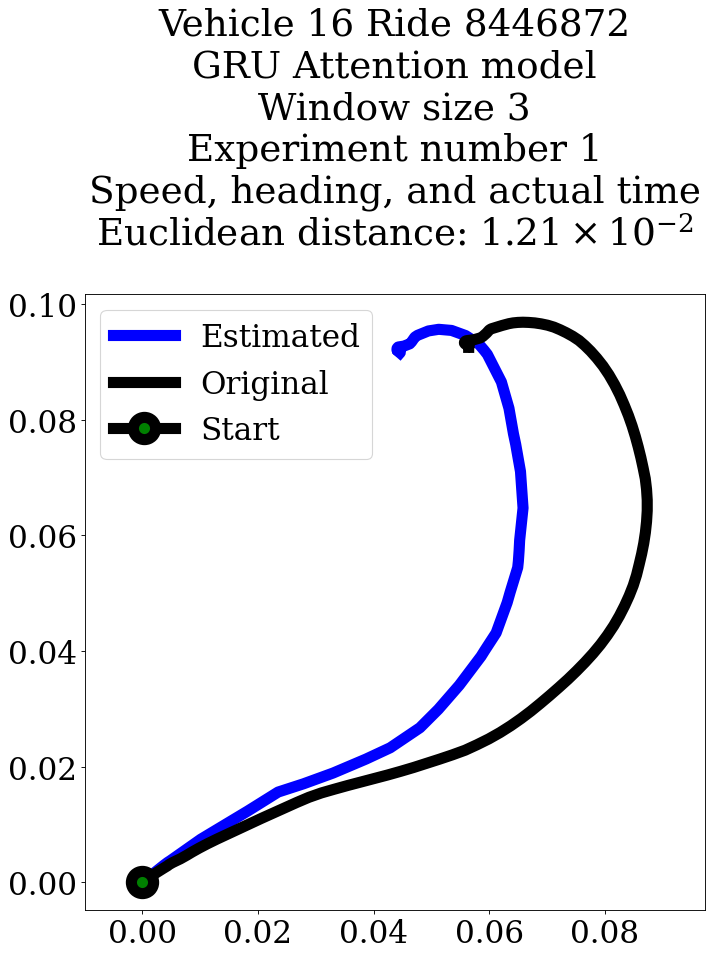 Vehicle 16 Ride 8446872
GRU Attention model
Window size 3
Experiment number 1
Speed, heading, and actual time
Euclidean distance: 1.21 × 10⁻²
Estimated
Original
Start
0.10
0.08
0.06
0.04
0.02
0.00
0.00 0.02 0.04 0.06 0.08